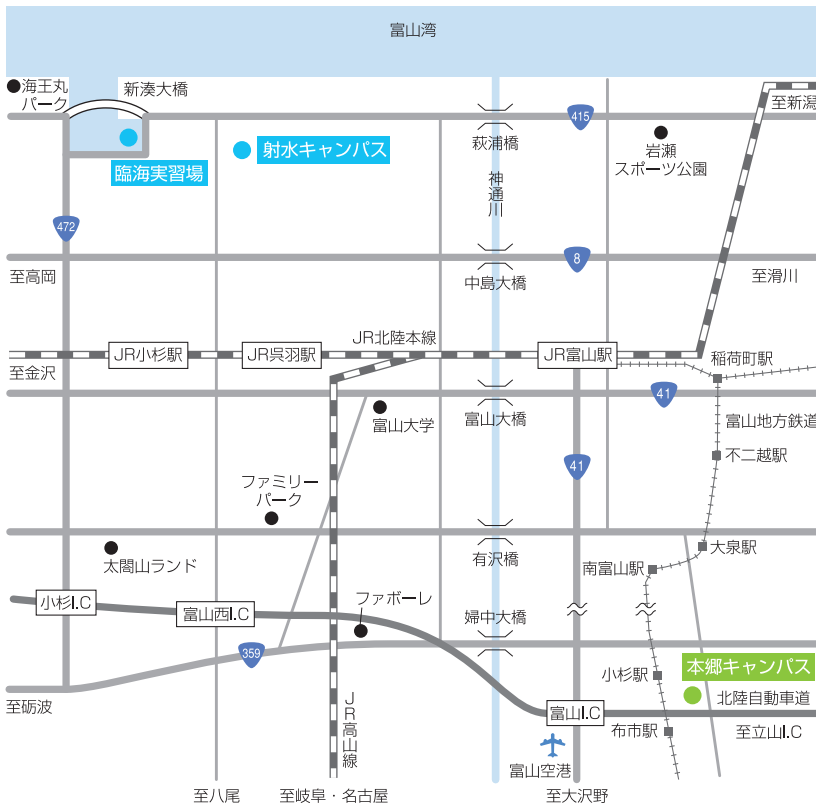 富山湾
海王丸
パーク
新湊大橋
至新潟
415
萩浦橋
岩瀬
スポーツ公園
臨海実習場
射水キャンパス
神通川
472
8
至高岡
中島大橋
至滑川
JR北陸本線
JR小杉駅
JR呉羽駅
JR富山駅
稲荷町駅
至金沢
41
富山大学
富山大橋
富山地方鉄道
不二越駅
41
ファミリー
パーク
太閤山ランド
有沢橋
大泉駅
南富山駅
小杉I.C
富山西I.C
ファボーレ
婦中大橋
359
本郷キャンパス
小杉駅
北陸自動車道
至砺波
JR高山線
富山I.C
布市駅
至立山I.C
富山空港
至八尾
至岐阜・名古屋
至大沢野